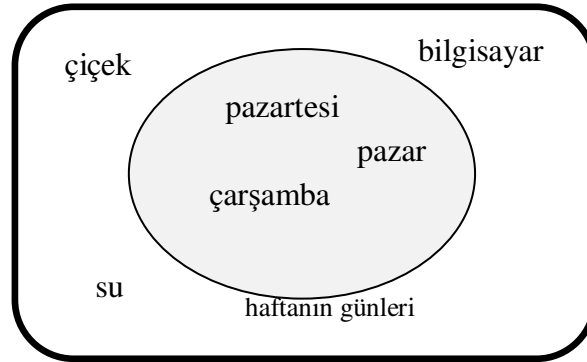 bilgisayar
çiçek
pazartesi
pazar
çarşamba
su
haftanın günleri